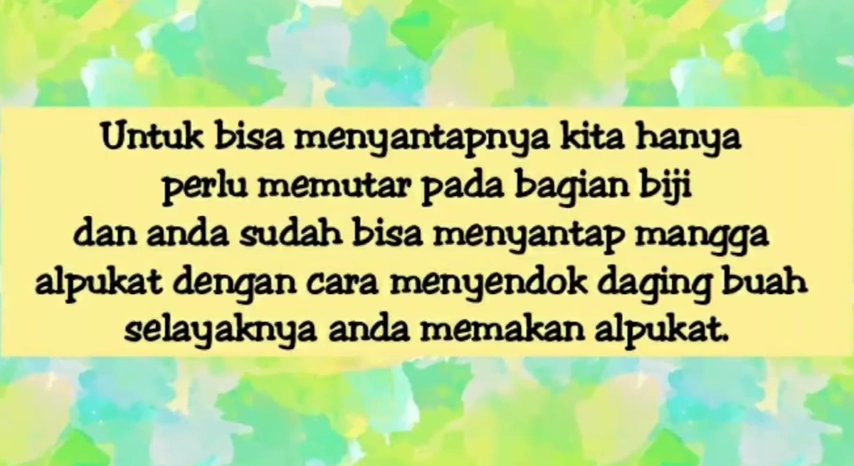 Untuk bisa menyantapnya kita hanya
perlu memutar pada bagian biji
dan anda sudah bisa menyantap mangga
alpukat dengan cara menyendok daging buah
selayaknya anda memakan alpukat.